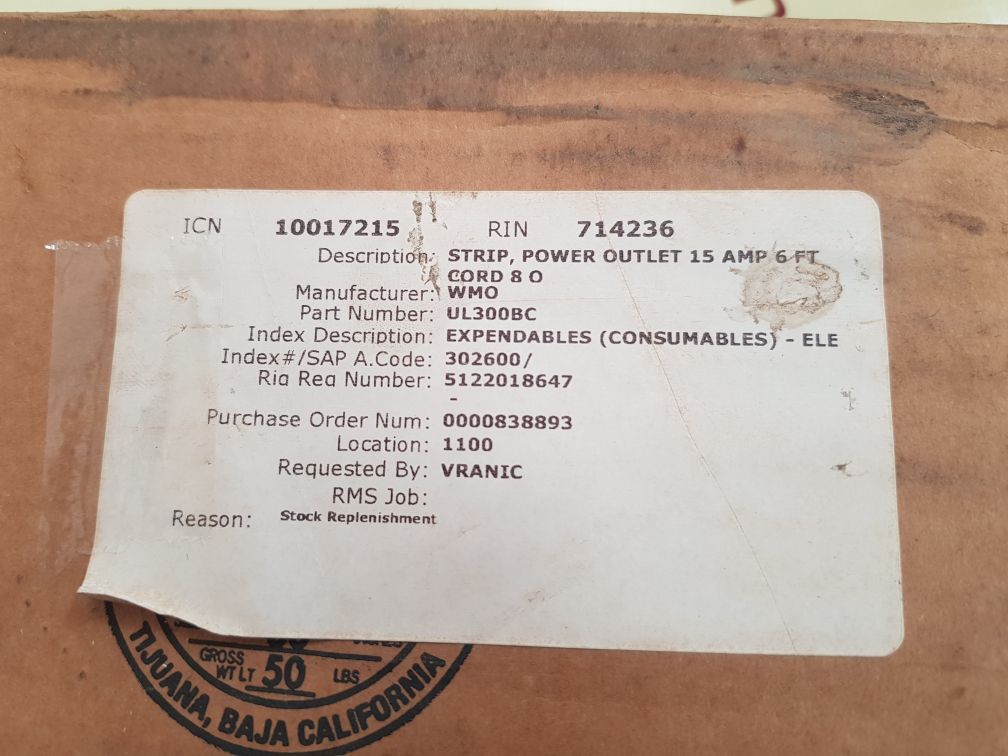 ICN 10017215 RIN 714236
Description: STRIP, POWER OUTLET 15 AMP 6 FT
CORD 8 O
Manufacturer: WMO
Part Number: UL300BC
Index Description: EXPENDABLES (CONSUMABLES) - ELE
Index#/SAP A.Code: 302600/
Rig Req Number: 5122018647
-
Purchase Order Num: 0000838893
Location: 1100
Requested By: VRANIC
RMS Job:
Reason: Stock Replenishment
GROSS
WT LT 50 LBS
TIJUANA, BAJA CALIFORNIA